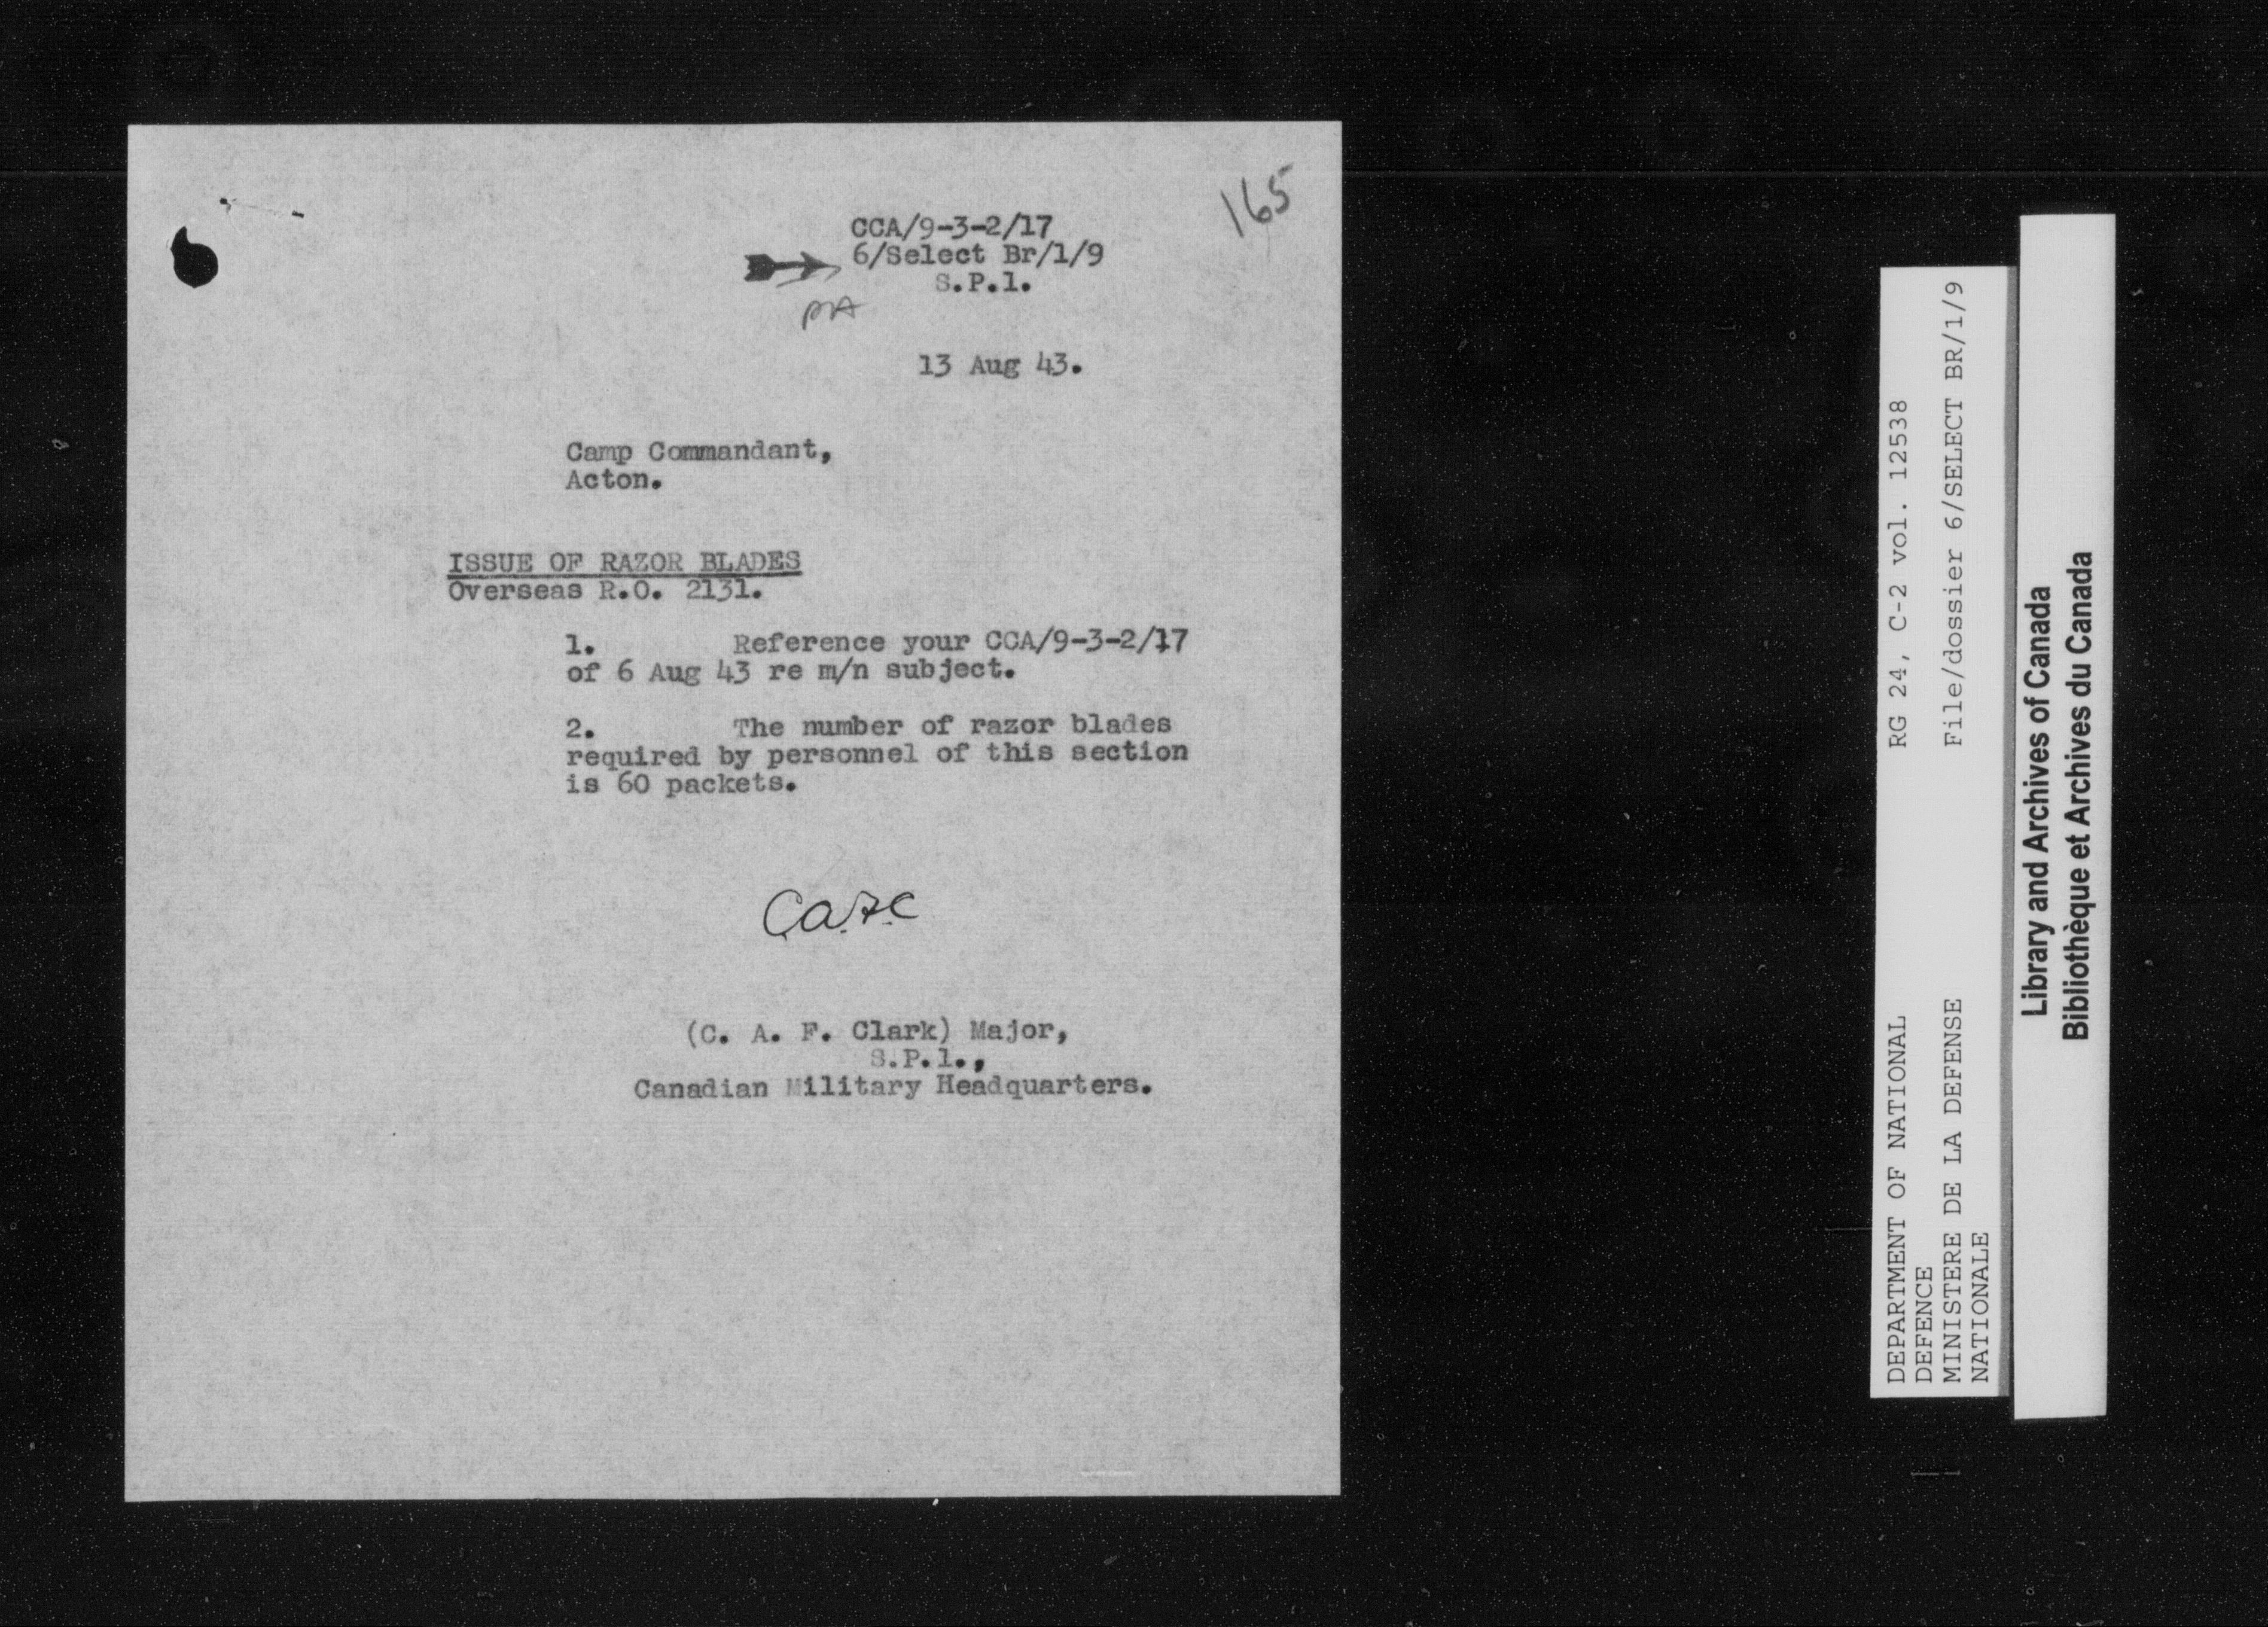 165
CCA/9-3-2/17
6/Select Br/1/9
S.P.1.
PA
13 Aug 43.
Camp Commandant,
Acton.
ISSUE OF RAZOR BLADES
Overseas R.O. 2131.
1. Reference your CCA/9-3-2/17
of 6 Aug 43 re m/n subject.
2. The number of razor blades
required by personnel of this section
is 60 packets.
(C. A. F. Clark) Major,
S.P.1.,
Canadian Military Headquarters.
DEPARTMENT OF NATIONAL RG 24, C-2 vol. 12538
DEFENCE
MINISTERE DE LA DEFENSE File/dossier 6/SELECT BR/1/9
NATIONALE
Library and Archives of Canada
Bibliothèque et Archives du Canada